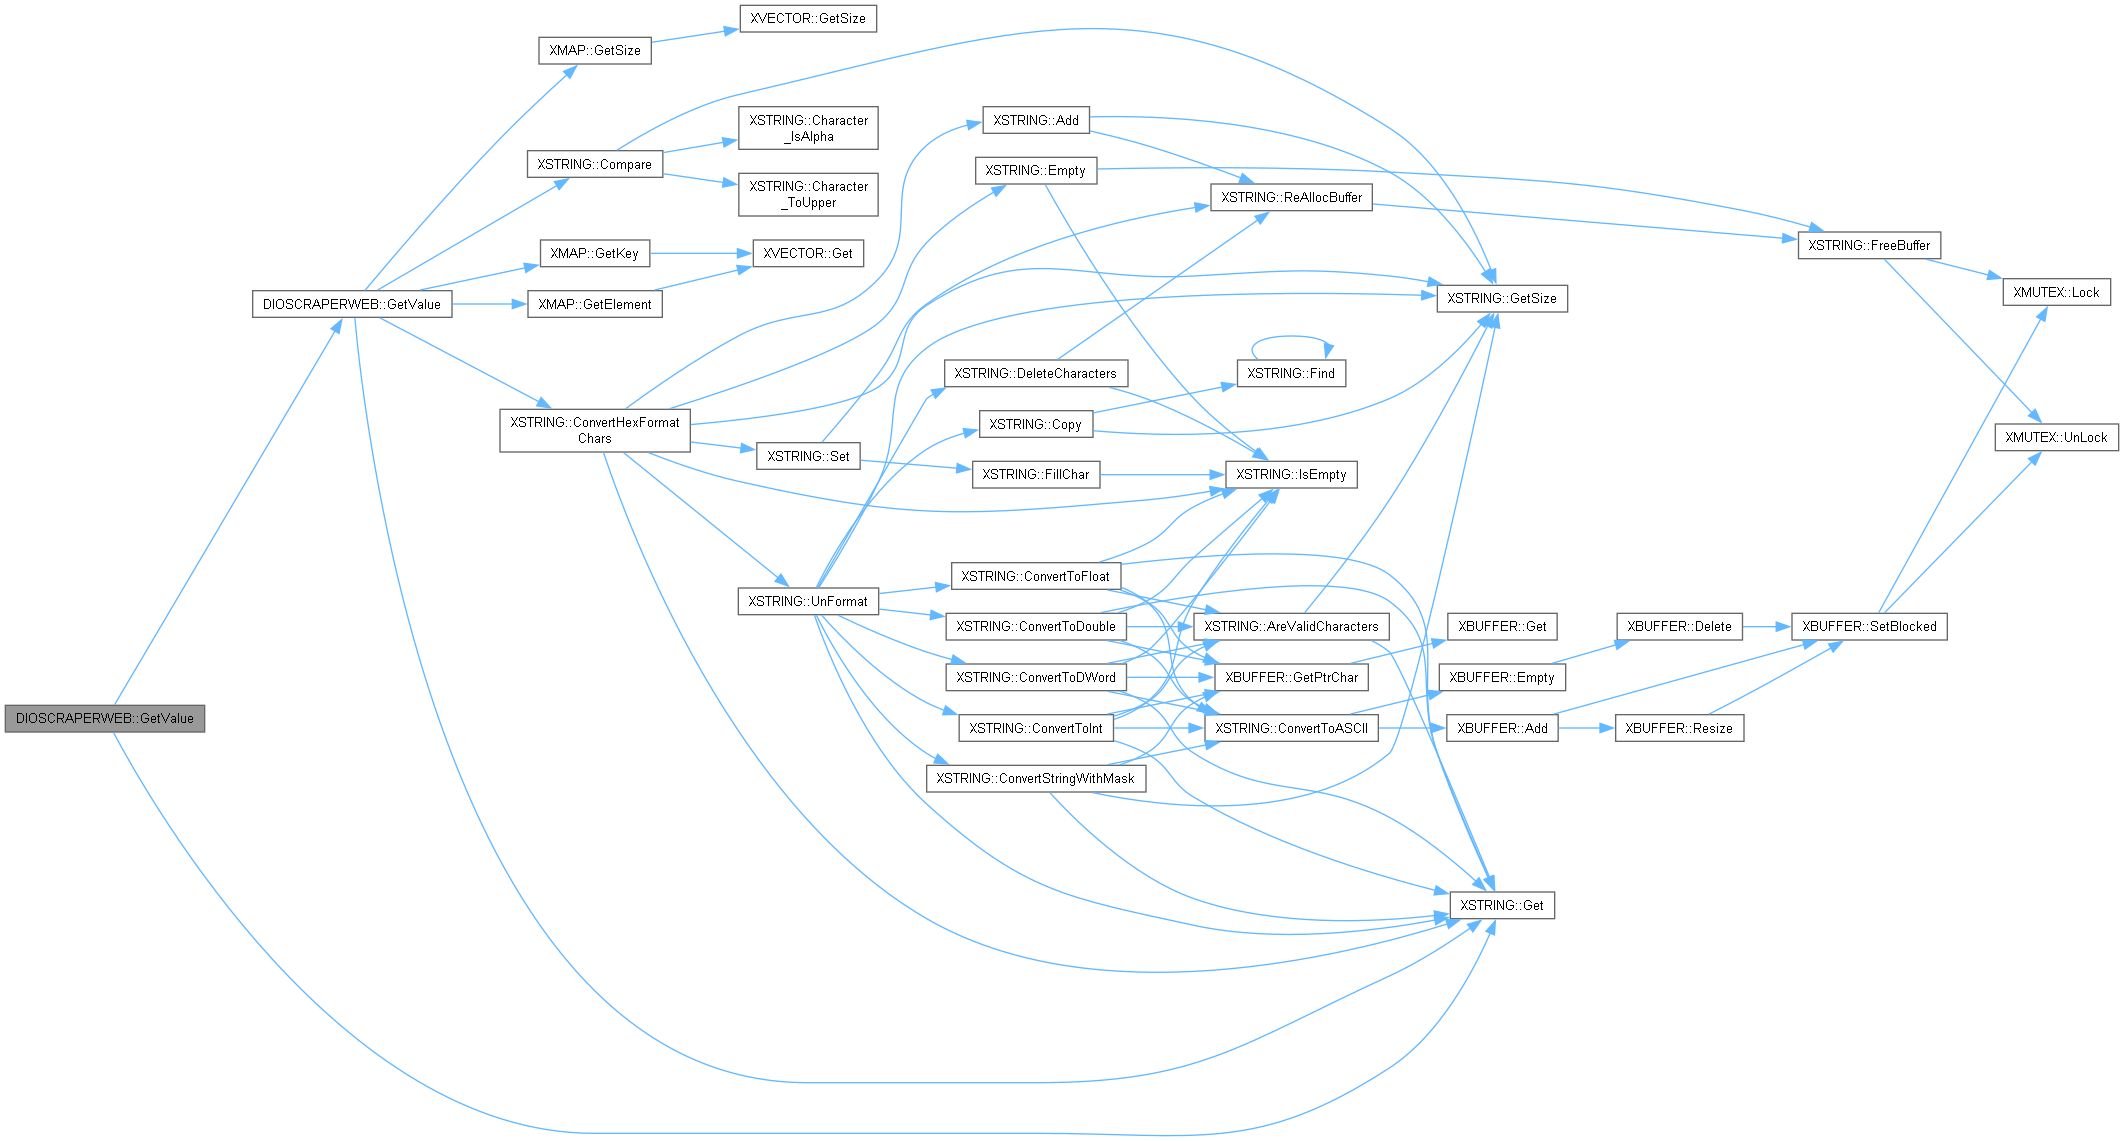 DIOSCRAPERWEB::GetValue
DIOSCRAPERWEB::GetValue
XMAP::GetSize
XVECTOR::GetSize
XSTRING::Compare
XSTRING::Character
_IsAlpha
XSTRING::Character
_ToUpper
XMAP::GetKey
XVECTOR::Get
XMAP::GetElement
XSTRING::ConvertHexFormat
Chars
XSTRING::Set
XSTRING::UnFormat
XSTRING::Add
XSTRING::Empty
XSTRING::DeleteCharacters
XSTRING::Copy
XSTRING::FillChar
XSTRING::ConvertToFloat
XSTRING::ConvertToDouble
XSTRING::ConvertToDWord
XSTRING::ConvertToInt
XSTRING::ConvertStringWithMask
XSTRING::ReAllocBuffer
XSTRING::Find
XSTRING::IsEmpty
XSTRING::AreValidCharacters
XBUFFER::GetPtrChar
XSTRING::ConvertToASCII
XSTRING::GetSize
XBUFFER::Get
XBUFFER::Empty
XBUFFER::Add
XSTRING::Get
XBUFFER::Delete
XBUFFER::Resize
XSTRING::FreeBuffer
XBUFFER::SetBlocked
XMUTEX::Lock
XMUTEX::UnLock